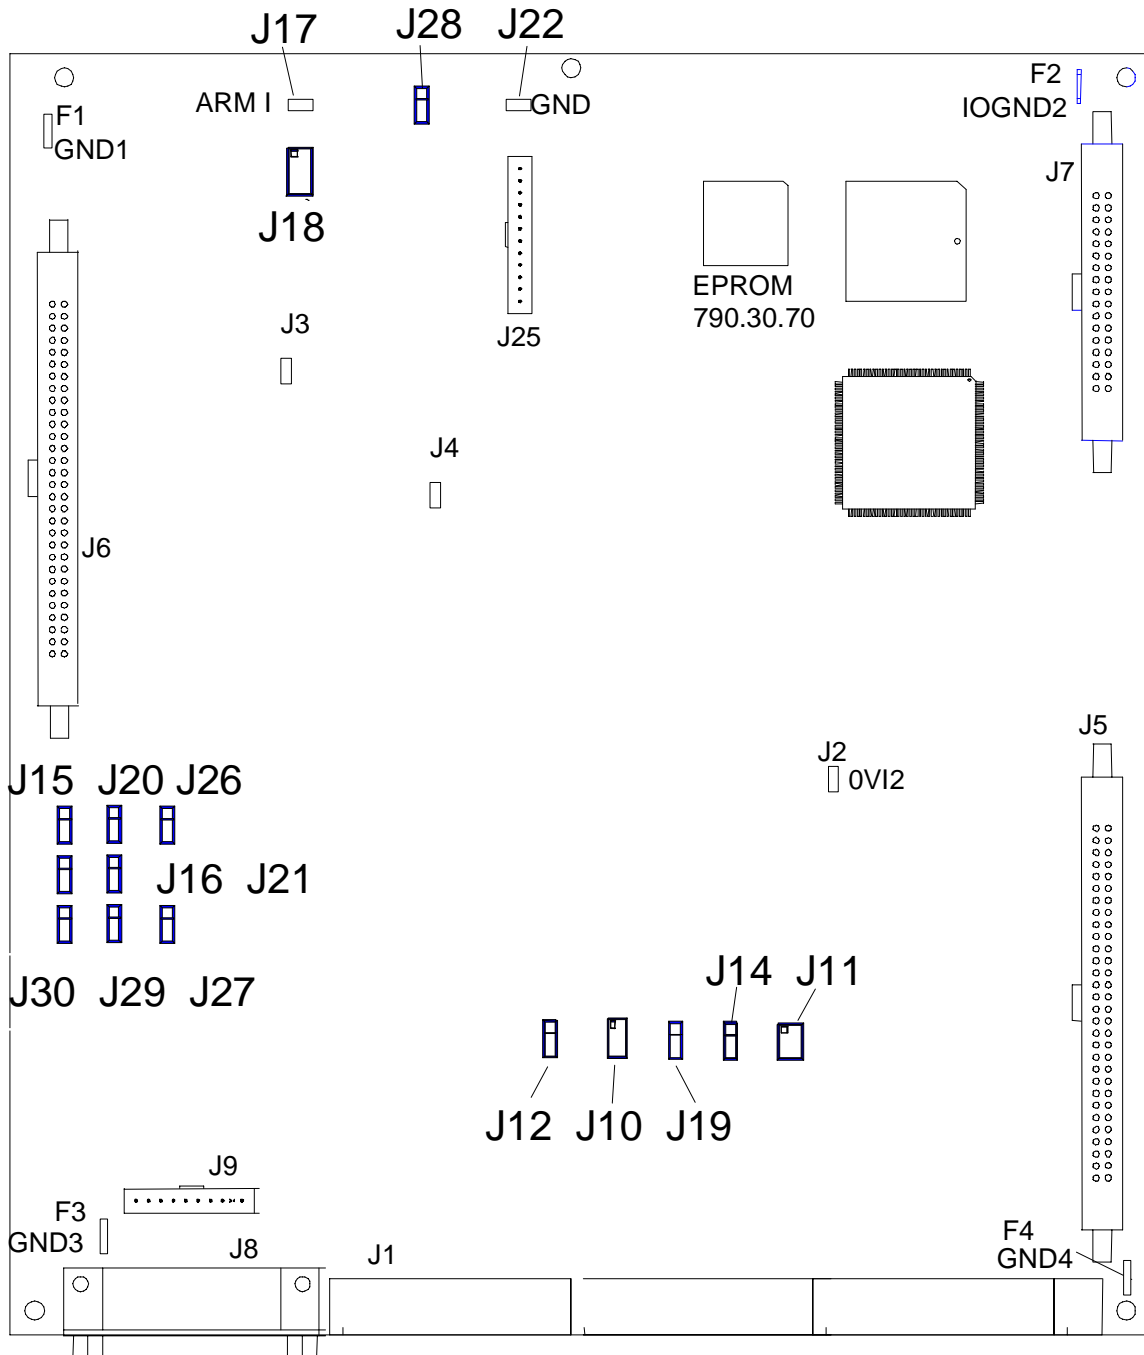 J17 J28 J22
F2
ARM I GND
F1 IOGND2
GND1
J7
J18
EPROM
790.30.70
J3 J25
J4
J6
J5
J2
J15 J20 J26 0VI2
J16 J21
J30 J29 J27
J14 J11
J12 J10 J19
J9
F3
GND3
J8 J1
F4
GND4